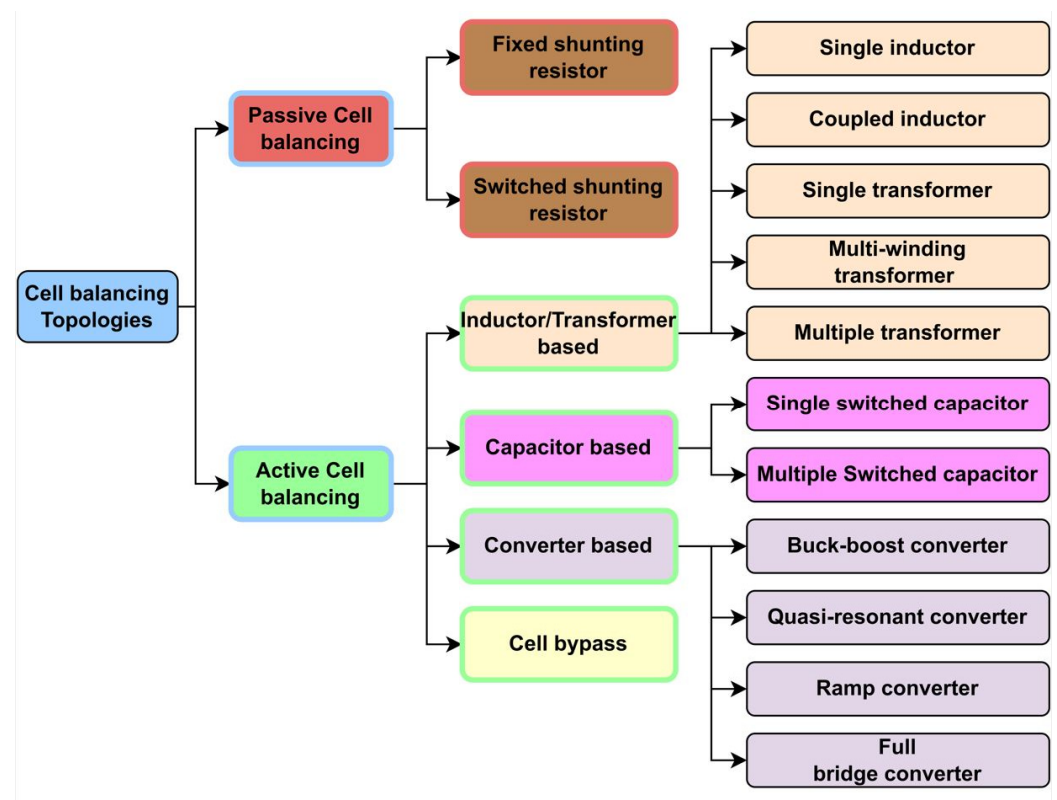 Cell balancing
Topologies
Passive Cell
balancing
Fixed shunting
resistor
Switched shunting
resistor
Active Cell
balancing
Inductor/Transformer
based
Single inductor
Coupled inductor
Single transformer
Multi-winding
transformer
Multiple transformer
Capacitor based
Single switched capacitor
Multiple Switched capacitor
Converter based
Buck-boost converter
Quasi-resonant converter
Ramp converter
Full
bridge converter
Cell bypass